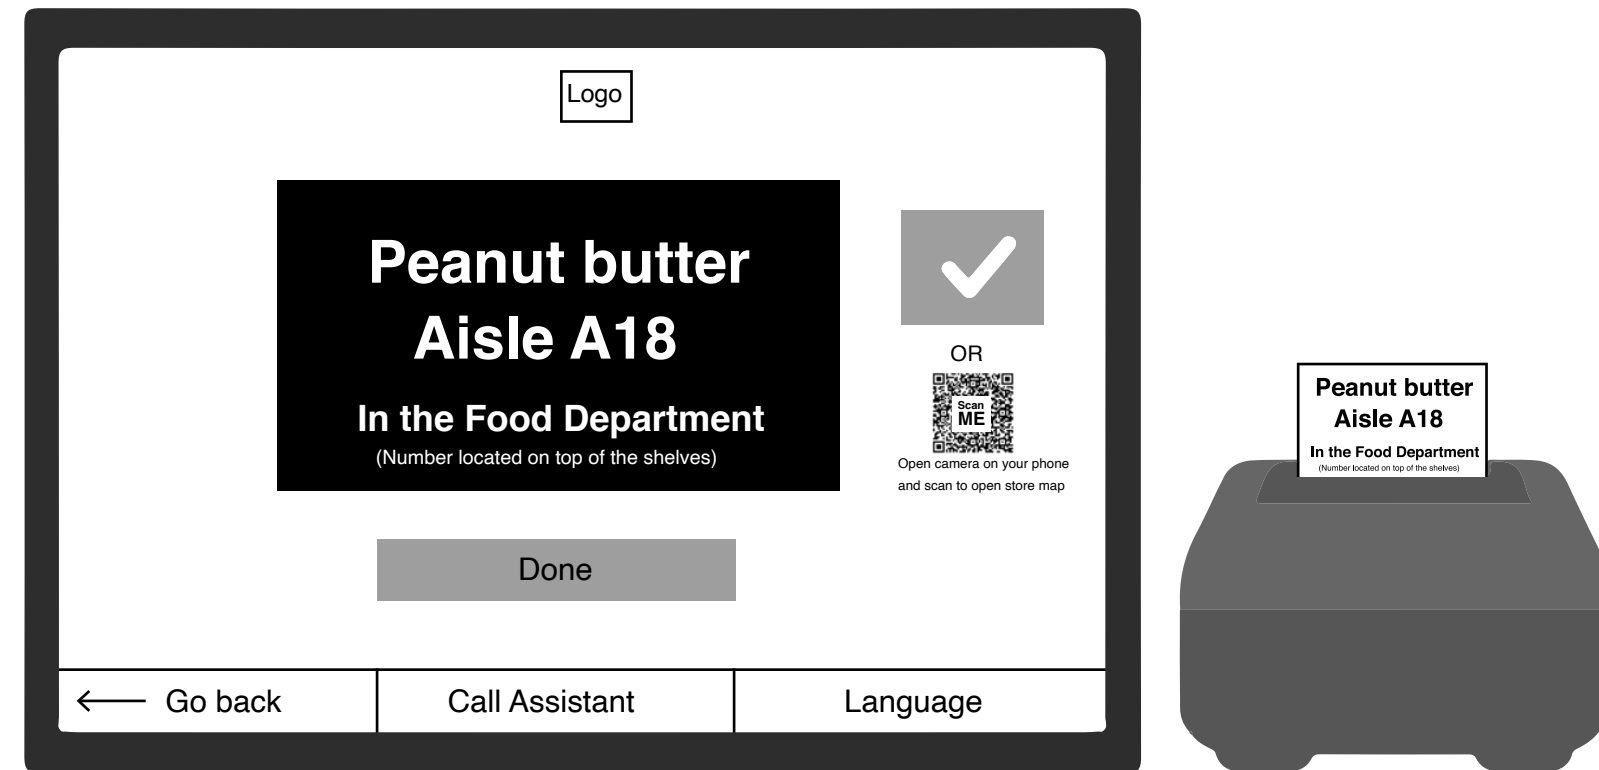 Logo
Peanut butter
Aisle A18
In the Food Department
(Number located on top of the shelves)
OR
Scan
ME
Open camera on your phone
and scan to open store map
Done
Go back
Call Assistant
Language
Peanut butter
Aisle A18
In the Food Department
(Number located on top of the shelves)